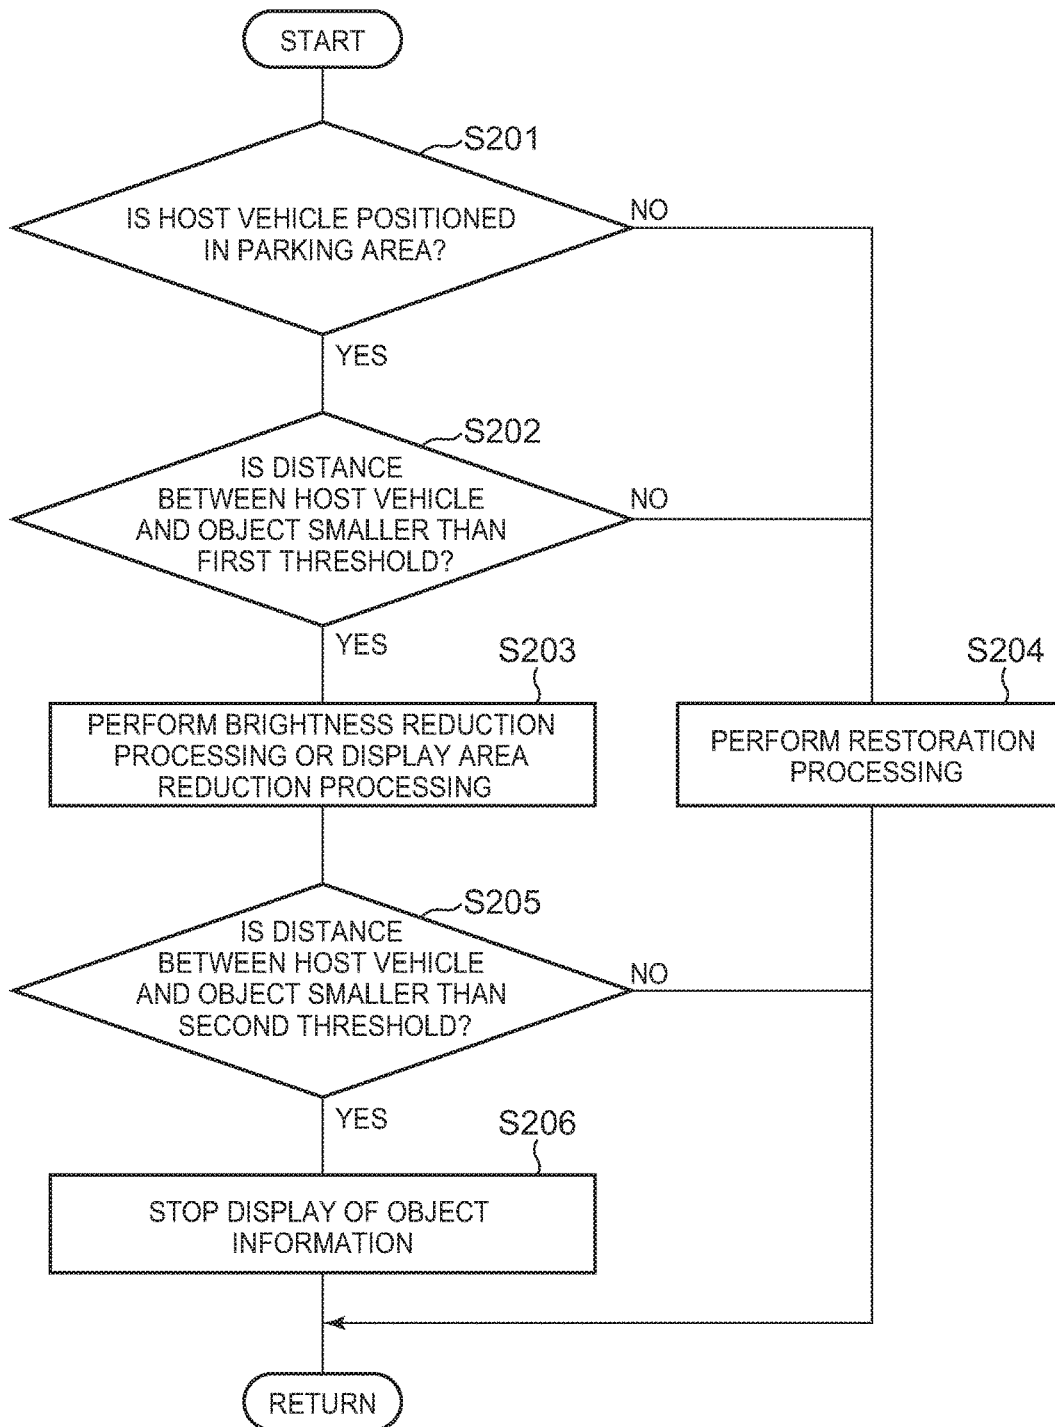 START
S201
IS HOST VEHICLE POSITIONED
IN PARKING AREA?
NO
YES
S202
IS DISTANCE
BETWEEN HOST VEHICLE
AND OBJECT SMALLER THAN
FIRST THRESHOLD?
NO
YES
S203
PERFORM BRIGHTNESS REDUCTION
PROCESSING OR DISPLAY AREA
REDUCTION PROCESSING
S204
PERFORM RESTORATION
PROCESSING
S205
IS DISTANCE
BETWEEN HOST VEHICLE
AND OBJECT SMALLER THAN
SECOND THRESHOLD?
NO
YES
S206
STOP DISPLAY OF OBJECT
INFORMATION
RETURN